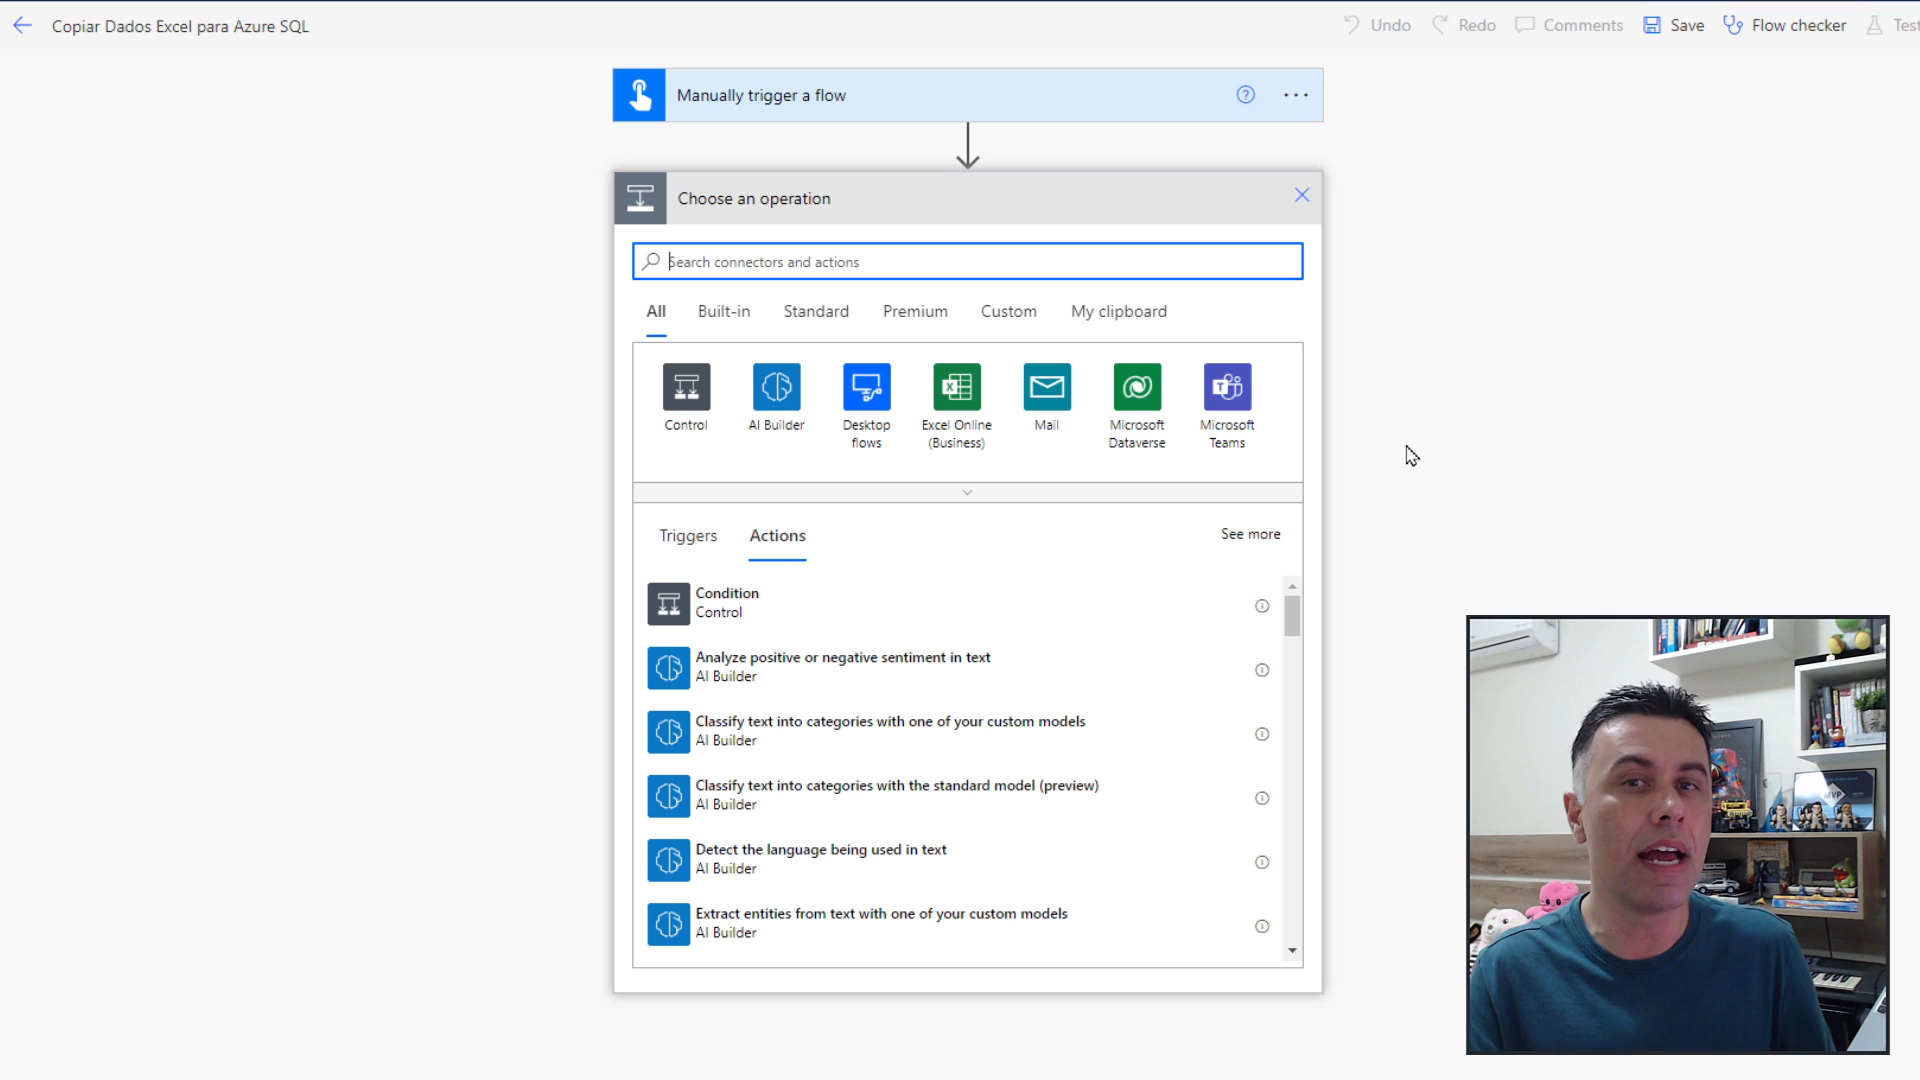 Copiar Dados Excel para Azure SQL
Undo
Redo
Comments
Save
Flow checker
Test
Manually trigger a flow
Choose an operation
Search connectors and actions
All
Built-in
Standard
Premium
Custom
My clipboard
Control
AI Builder
Desktop flows
Excel Online (Business)
Mail
Microsoft Dataverse
Microsoft Teams
Triggers
Actions
See more
Condition
Control
Analyze positive or negative sentiment in text
AI Builder
Classify text into categories with one of your custom models
AI Builder
Classify text into categories with the standard model (preview)
AI Builder
Detect the language being used in text
AI Builder
Extract entities from text with one of your custom models
AI Builder
MVP